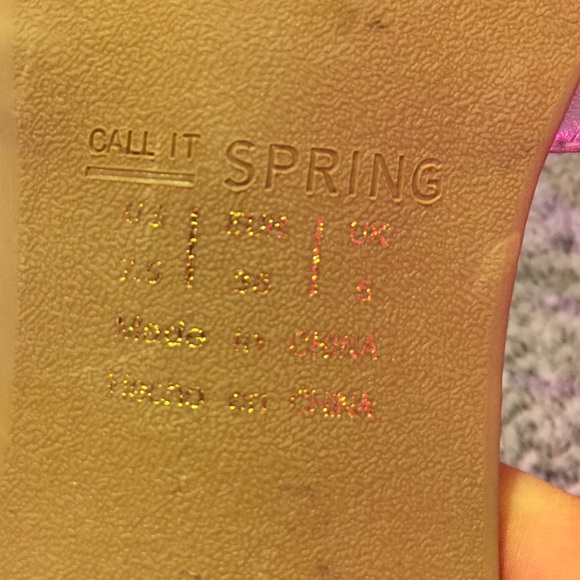 CALL IT SPRING
US | EUR | UK
7.5 | 38 | 5
Made in CHINA
Hecho en CHINA